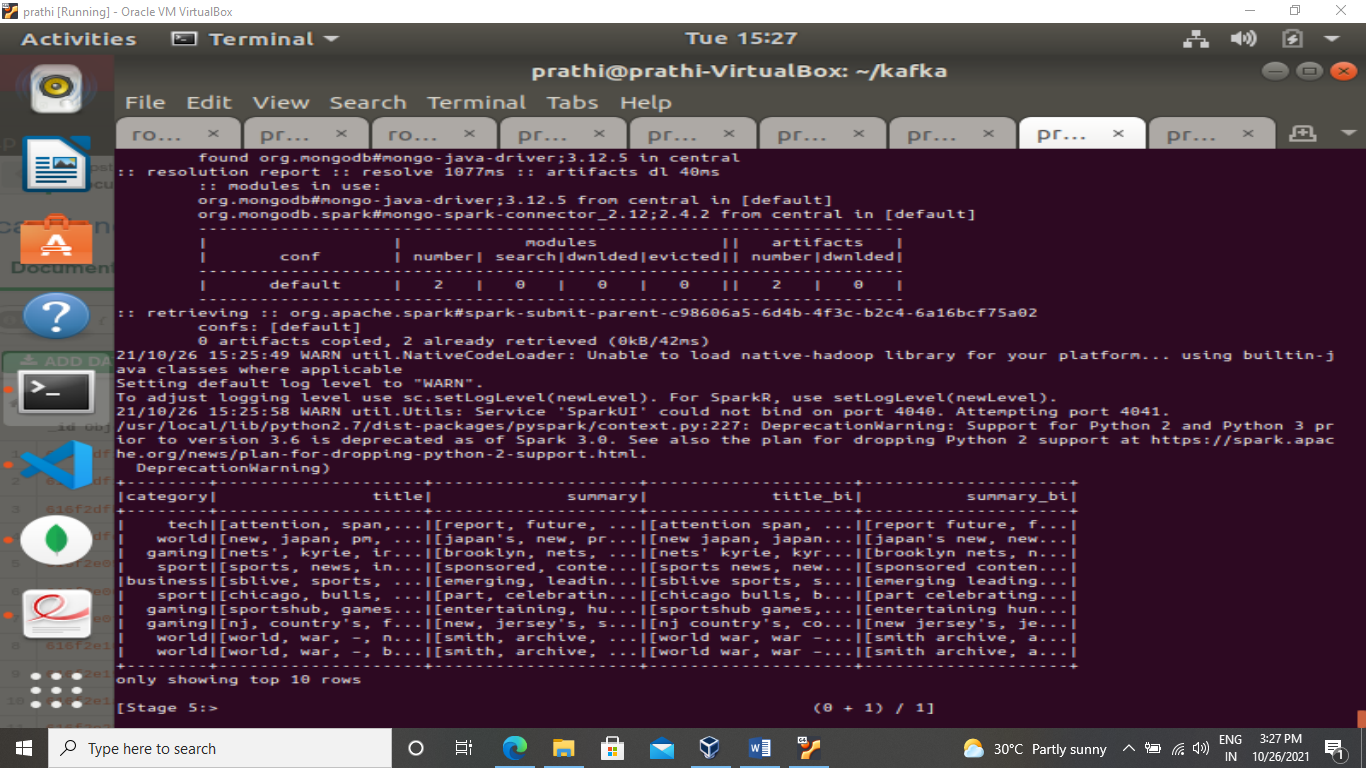 prathi [Running] - Oracle VM VirtualBox
Activities Terminal Tue 15:27
prathi@prathi-VirtualBox: ~/kafka
File Edit View Search Terminal Tabs Help
ro... × pr... × ro... × pr... × pr... × pr... × pr... × pr... × pr... ×
found org.mongodb#mongo-java-driver;3.12.5 in central
:: resolution report :: resolve 1077ms :: artifacts dl 40ms
:: modules in use:
org.mongodb#mongo-java-driver;3.12.5 from central in [default]
org.mongodb.spark#mongo-spark-connector_2.12;2.4.2 from central in [default]
---------------------------------------------------------------------
| | modules || artifacts |
| conf | number| search|dwnlded|evicted|| number|dwnlded|
---------------------------------------------------------------------
| default | 2 | 0 | 0 | 0 || 2 | 0 |
---------------------------------------------------------------------
:: retrieving :: org.apache.spark#spark-submit-parent-c98606a5-6d4b-4f3c-b2c4-6a16bcf75a02
confs: [default]
0 artifacts copied, 2 already retrieved (0kB/42ms)
21/10/26 15:25:49 WARN util.NativeCodeLoader: Unable to load native-hadoop library for your platform... using builtin-j
ava classes where applicable
Setting default log level to "WARN".
To adjust logging level use sc.setLogLevel(newLevel). For SparkR, use setLogLevel(newLevel).
21/10/26 15:25:58 WARN util.Utils: Service 'SparkUI' could not bind on port 4040. Attempting port 4041.
/usr/local/lib/python2.7/dist-packages/pyspark/context.py:227: DeprecationWarning: Support for Python 2 and Python 3 pr
ior to version 3.6 is deprecated as of Spark 3.0. See also the plan for dropping Python 2 support at https://spark.apac
he.org/news/plan-for-dropping-python-2-support.html.
DeprecationWarning)
+--------+--------------------+--------------------+--------------------+--------------------+
|category| title| summary| title_bi| summary_bi|
+--------+--------------------+--------------------+--------------------+--------------------+
| tech|[attention, span,...|[report, future, ...|[attention span, ...|[report future, f...|
| world|[new, japan, pm, ...|[japan's, new, pr...|[new japan, japan...|[japan's new, new...|
| gaming|[nets', kyrie, ir...|[brooklyn, nets, ...|[nets' kyrie, kyr...|[brooklyn nets, n...|
| sport|[sports, news, in...|[sponsored, conte...|[sports news, new...|[sponsored conten...|
|business|[sblive, sports, ...|[emerging, leadin...|[sblive sports, s...|[emerging leading...|
| sport|[chicago, bulls, ...|[part, celebratin...|[chicago bulls, b...|[part celebrating...|
| gaming|[sportshub, games...|[entertaining, hu...|[sportshub games,...|[entertaining hun...|
| gaming|[nj, country's, f...|[new, jersey's, s...|[nj country's, co...|[new jersey's, je...|
| world|[world, war, –, n...|[smith, archive, ...|[world war, war –...|[smith archive, a...|
| world|[world, war, –, b...|[smith, archive, ...|[world war, war –...|[smith archive, a...|
+--------+--------------------+--------------------+--------------------+--------------------+
only showing top 10 rows
[Stage 5:> (0 + 1) / 1]
Type here to search
30°C Partly sunny
ENG
IN
3:27 PM
10/26/2021
1